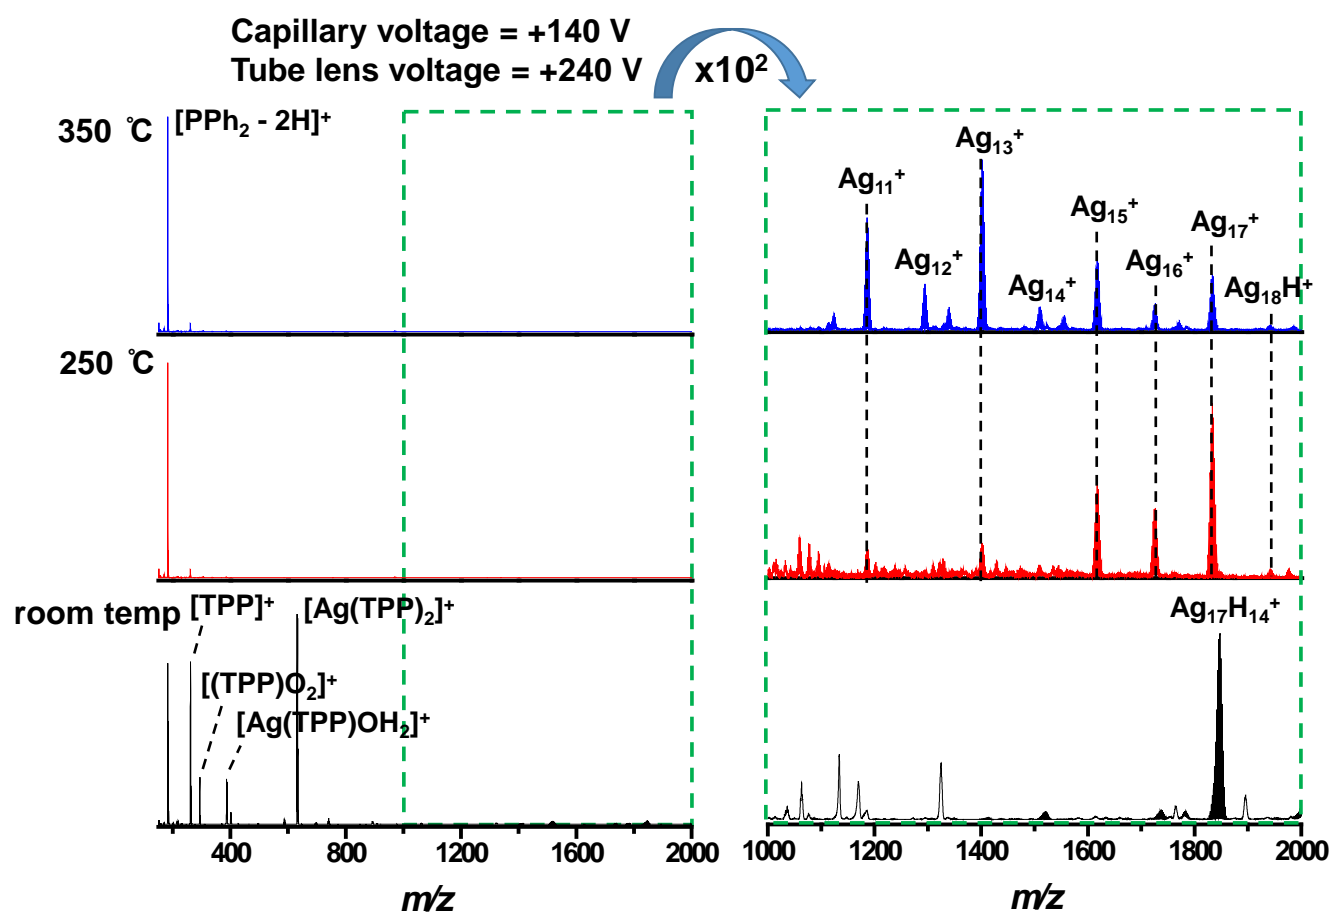 Capillary voltage = +140 V
Tube lens voltage = +240 V
x10²
350 ℃
[PPh₂ - 2H]⁺
Ag₁₁⁺
Ag₁₂⁺
Ag₁₃⁺
Ag₁₄⁺
Ag₁₅⁺
Ag₁₆⁺
Ag₁₇⁺
Ag₁₈H⁺
250 ℃
room temp
[TPP]⁺
[Ag(TPP)₂]⁺
[(TPP)O₂]⁺
[Ag(TPP)OH₂]⁺
Ag₁₇H₁₄⁺
400 800 1200 1600 2000
m/z
1000 1200 1400 1600 1800 2000
m/z